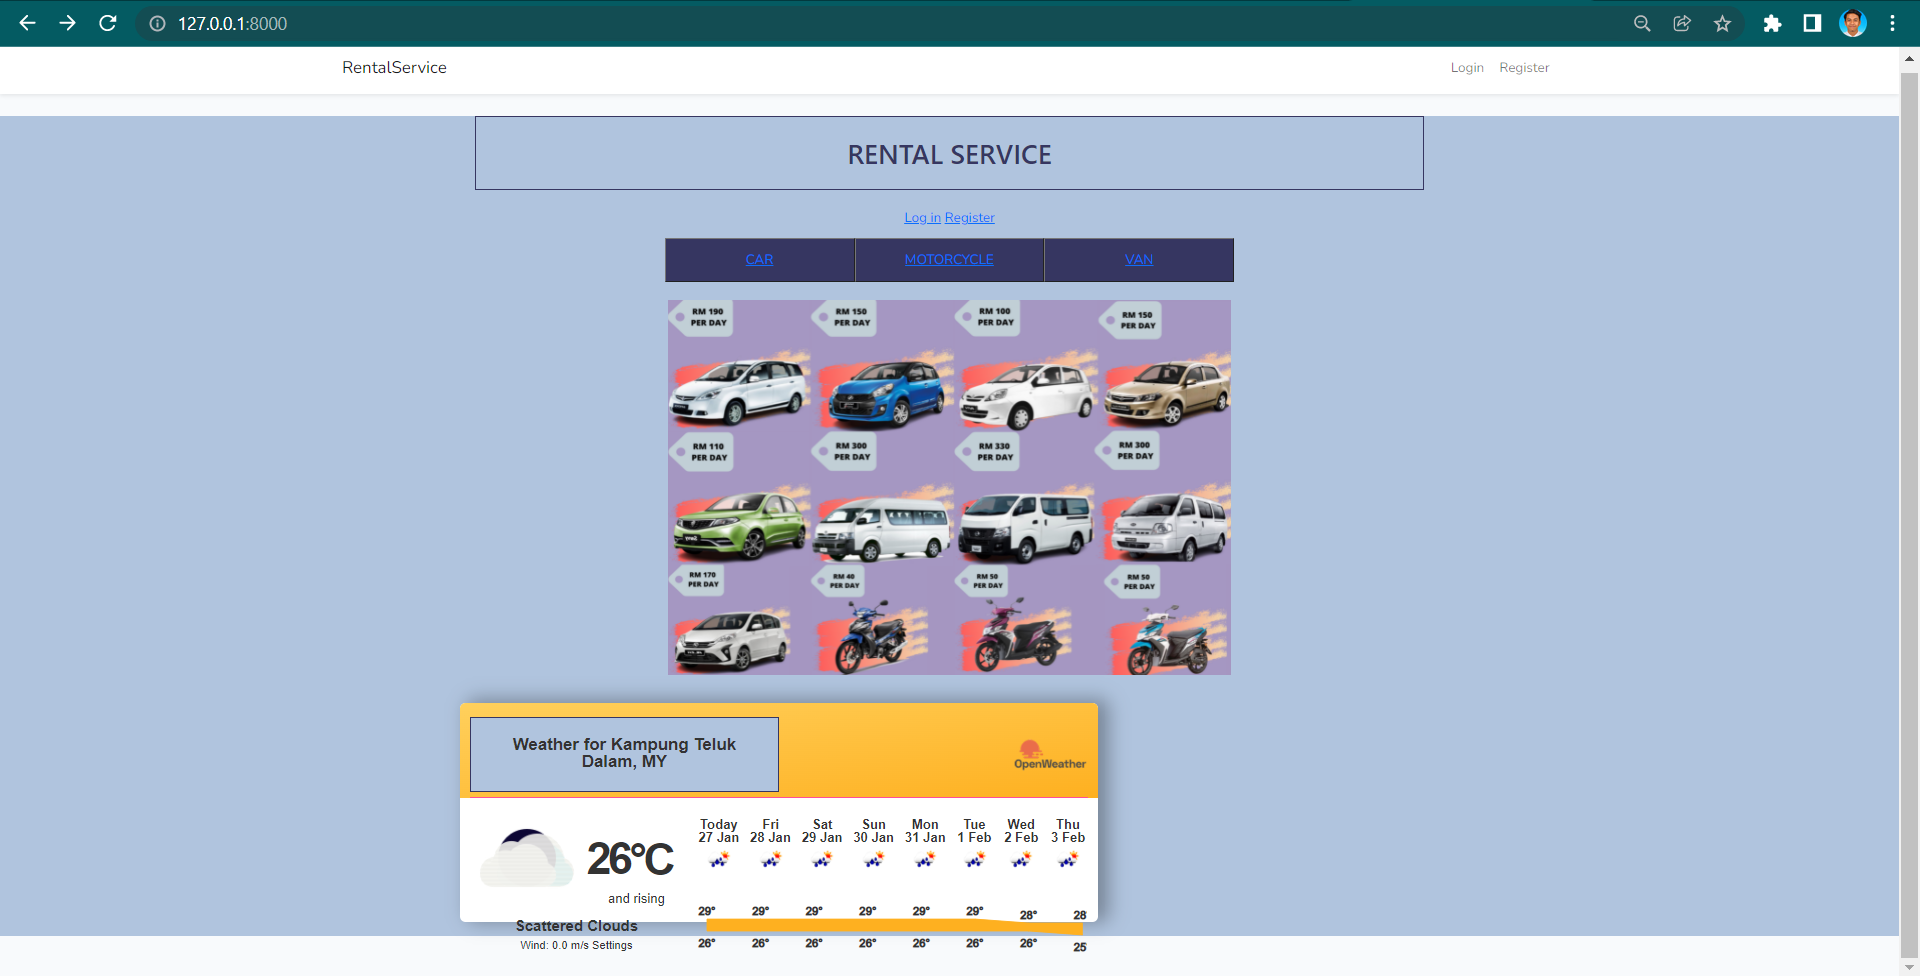 127.0.0.1:8000
RentalService
Login Register
RENTAL SERVICE
Log in Register
CAR MOTORCYCLE VAN
RM 190
PER DAY
RM 150
PER DAY
RM 100
PER DAY
RM 150
PER DAY
RM 110
PER DAY
RM 300
PER DAY
RM 330
PER DAY
RM 300
PER DAY
RM 170
PER DAY
RM 40
PER DAY
RM 50
PER DAY
RM 50
PER DAY
Weather for Kampung Teluk
Dalam, MY
OpenWeather
Today Fri Sat Sun Mon Tue Wed Thu
27 Jan 28 Jan 29 Jan 30 Jan 31 Jan 1 Feb 2 Feb 3 Feb
26°C
and rising
Scattered Clouds
Wind: 0.0 m/s Settings
29° 29° 29° 29° 29° 29° 28° 28
26° 26° 26° 26° 26° 26° 26° 25